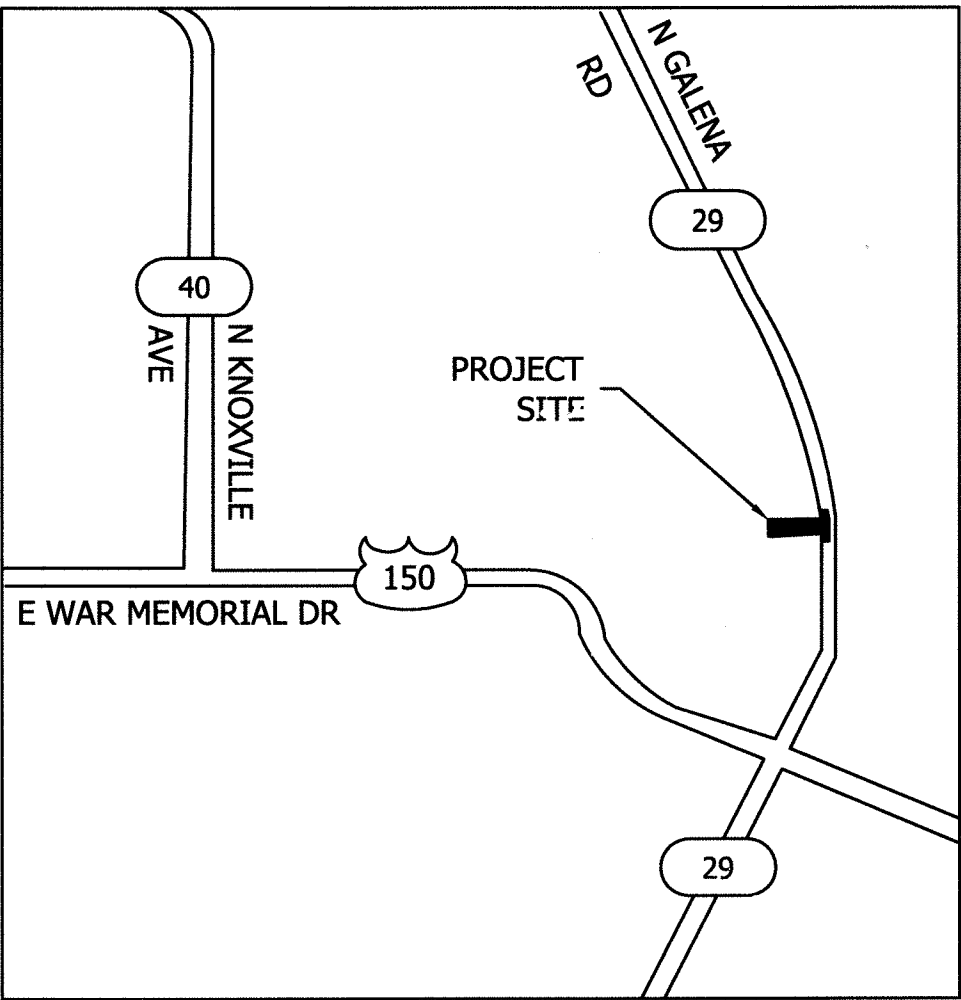 N GALENA
RD
29
40
N KNOXVILLE
AVE
PROJECT
SITE
150
E WAR MEMORIAL DR
29